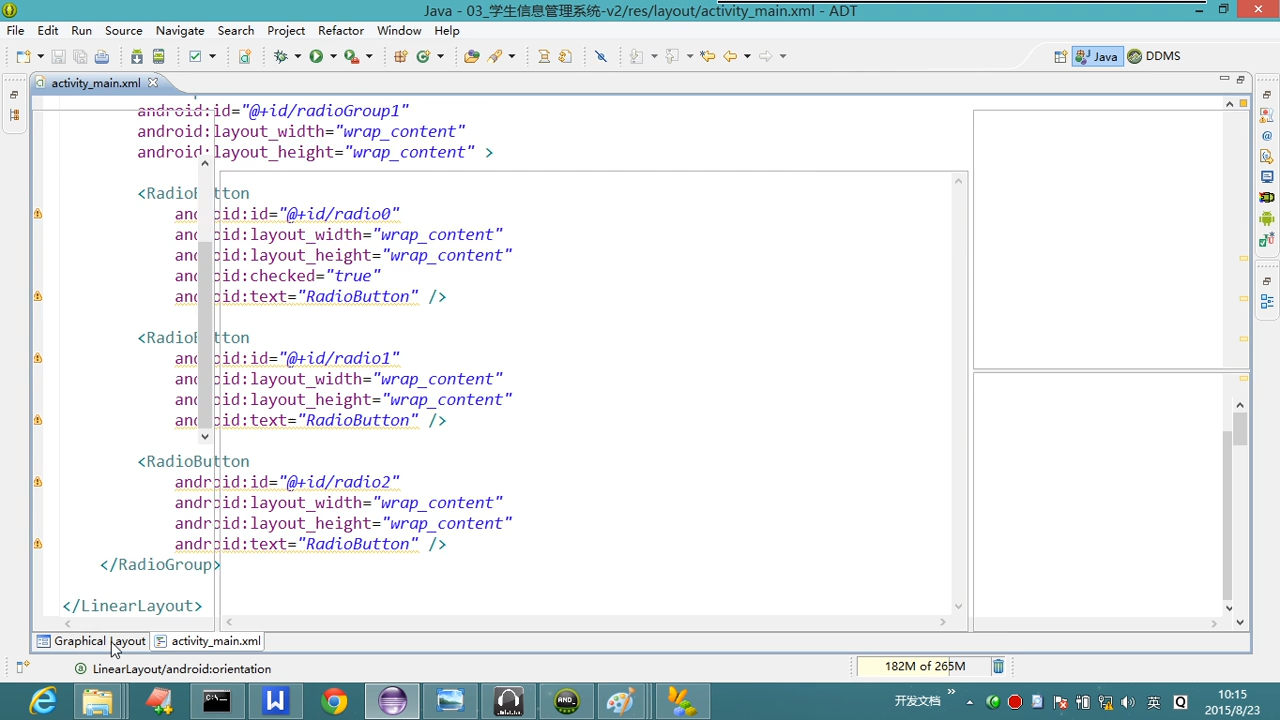 Java - 03_学生信息管理系统-v2/res/layout/activity_main.xml - ADT
File Edit Run Source Navigate Search Project Refactor Window Help
Java DDMS
activity_main.xml
android:id="@+id/radioGroup1"
android:layout_width="wrap_content"
android:layout_height="wrap_content" >
<RadioButton
android:id="@+id/radio0"
android:layout_width="wrap_content"
android:layout_height="wrap_content"
android:checked="true"
android:text="RadioButton" />
<RadioButton
android:id="@+id/radio1"
android:layout_width="wrap_content"
android:layout_height="wrap_content"
android:text="RadioButton" />
<RadioButton
android:id="@+id/radio2"
android:layout_width="wrap_content"
android:layout_height="wrap_content"
android:text="RadioButton" />
</RadioGroup>
</LinearLayout>
Graphical Layout activity_main.xml
LinearLayout/android:orientation
182M of 265M
开发文档
英
10:15
2015/8/23